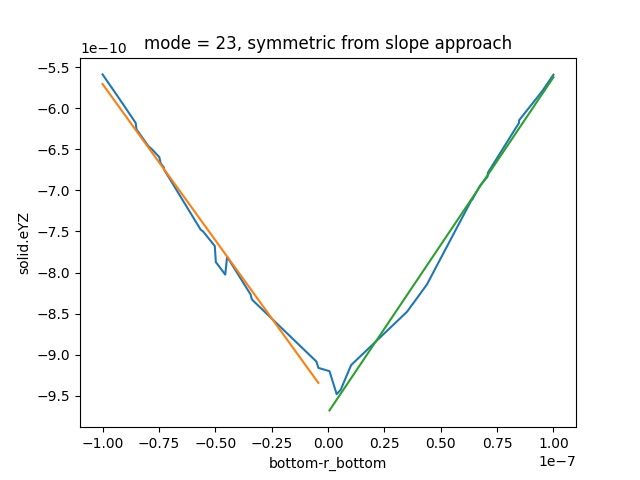 mode = 23, symmetric from slope approach
1e−10
−5.5
−6.0
−6.5
−7.0
−7.5
−8.0
−8.5
−9.0
−9.5
solid.eYZ
−1.00 −0.75 −0.50 −0.25 0.00 0.25 0.50 0.75 1.00
1e−7
bottom-r_bottom